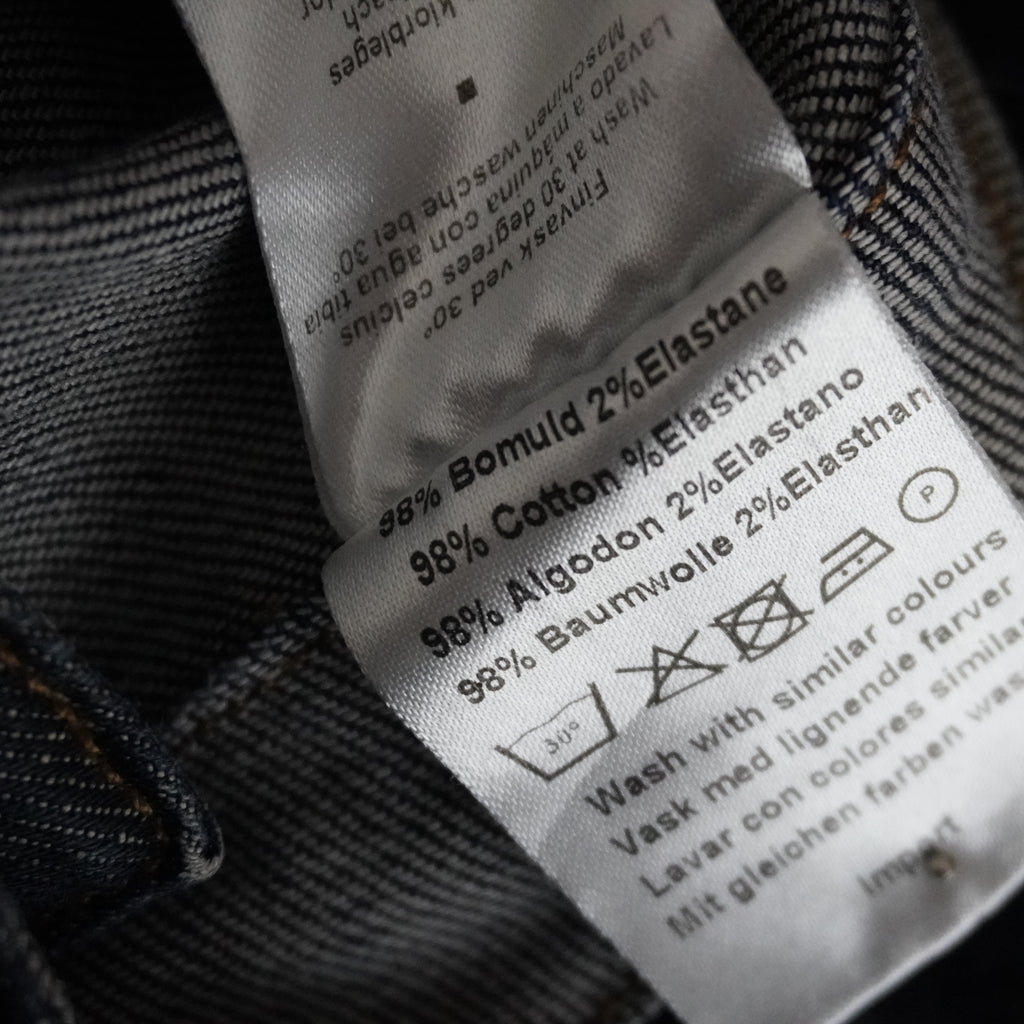 klorbleges
Lavado a máquina con agua tibia
Maschinen wasche bei 30°
Wash at 30 degrees celcius
Finvask ved 30°
98% Bomuld 2%Elastane
98% Cotton %Elasthan
98% Algodon 2%Elastano
98% Baumwolle 2%Elasthan
P
30°
Wash with similar colours
Vask med lignende farver
Lavar con colores similar
Mit gleichen farben was
Import